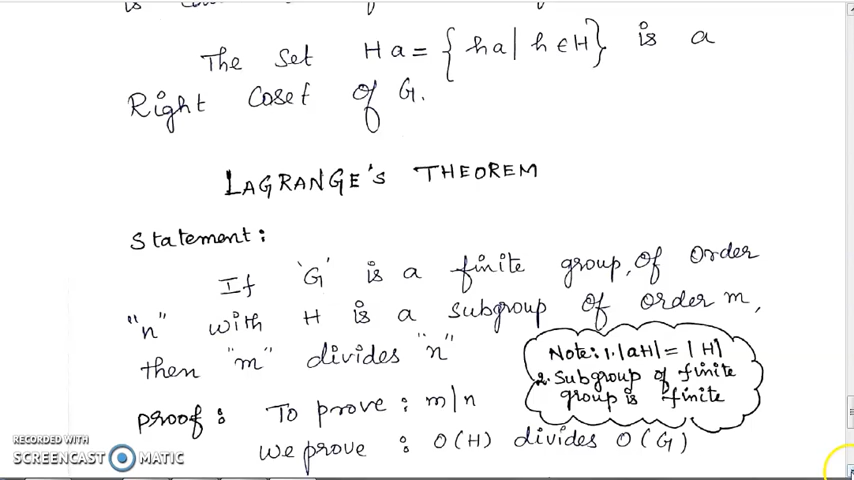 The Set Ha = { ha | h ∈ H } is a
Right Coset of G.
LAGRANGE'S THEOREM
Statement:
If 'G' is a finite group, of order
"n" with H is a subgroup of order m,
then "m" divides "n"
Note: 1. |aH| = |H|
2. Subgroup of finite
group is finite
proof : To prove : m|n
We prove : O(H) divides O(G)
RECORDED WITH
SCREENCAST MATIC